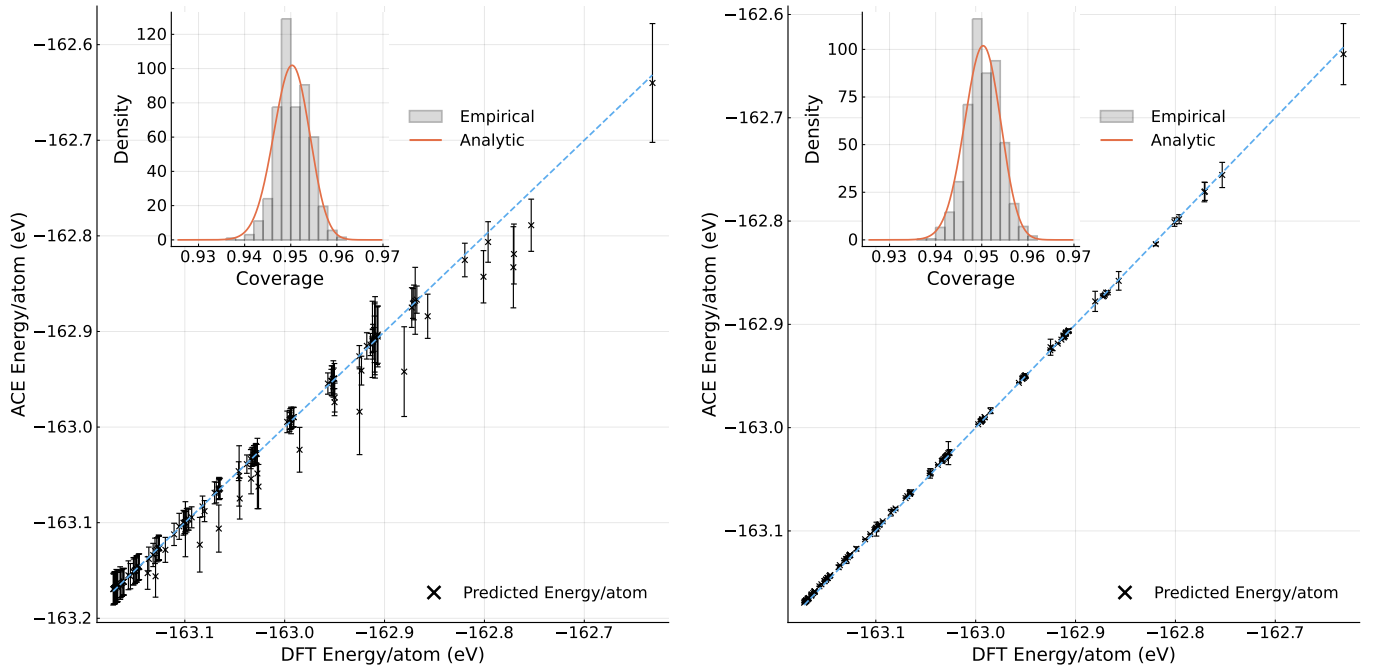 −162.6
−162.7
−162.8
−162.9
−163.0
−163.1
−163.2
ACE Energy/atom (eV)
−163.1 −163.0 −162.9 −162.8 −162.7
DFT Energy/atom (eV)
120
100
80
60
40
20
0
Density
0.93 0.94 0.95 0.96 0.97
Coverage
Empirical
Analytic
Predicted Energy/atom
−162.6
−162.7
−162.8
−162.9
−163.0
−163.1
ACE Energy/atom (eV)
−163.1 −163.0 −162.9 −162.8 −162.7
DFT Energy/atom (eV)
100
75
50
25
0
Density
0.93 0.94 0.95 0.96 0.97
Coverage
Empirical
Analytic
Predicted Energy/atom